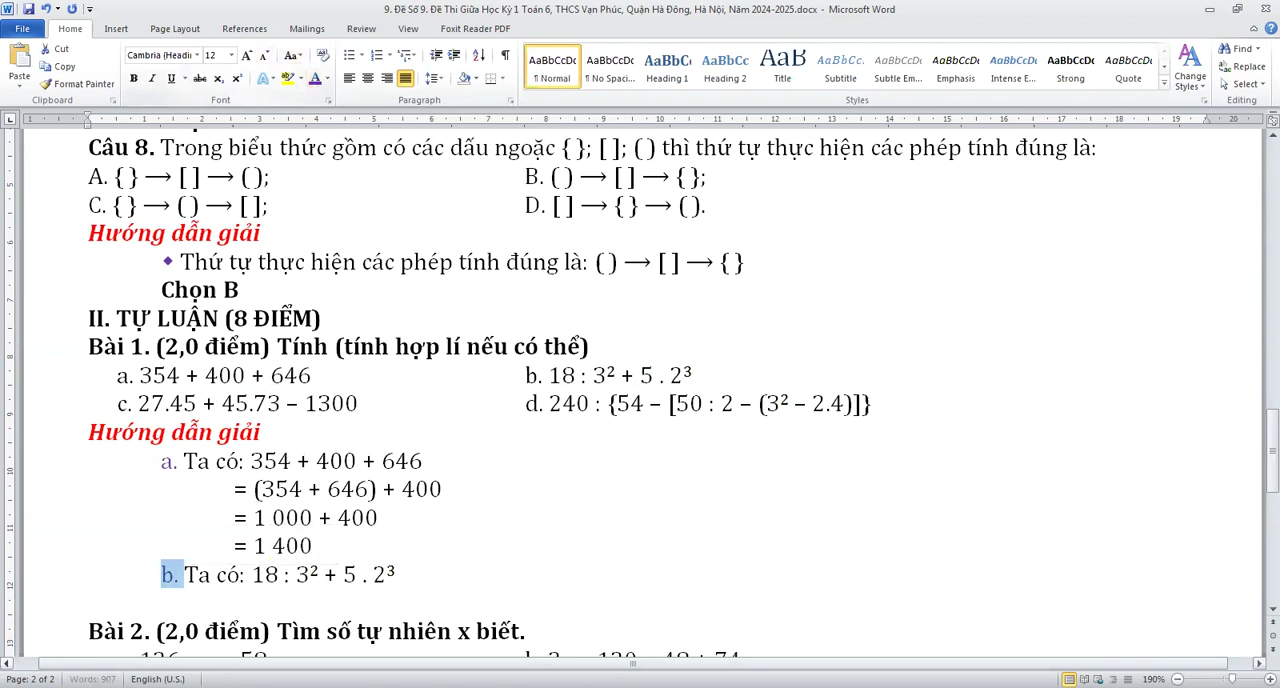 9. Đề Số 9. Đề Thi Giữa Học Kỳ 1 Toán 6, THCS Vạn Phúc, Quận Hà Đông, Hà Nội, Năm 2024-2025.docx - Microsoft Word
File Home Insert Page Layout References Mailings Review View Foxit Reader PDF
Paste Cut Copy Format Painter Clipboard
Cambria (Headi 12 Font
Paragraph
AaBbCcDc ¶ Normal AaBbCcDc ¶ No Spaci... AaBbCc Heading 1 AaBbCc Heading 2 AaB Title AaBbCc. Subtitle AaBbCcDc Subtle Em... AaBbCcDc Emphasis AaBbCcDc Intense E... AaBbCcDc Strong AaBbCcDc Quote Change Styles Styles
Find Replace Select Editing
Câu 8. Trong biểu thức gồm có các dấu ngoặc { }; [ ]; ( ) thì thứ tự thực hiện các phép tính đúng là:
A. { } ⟶ [ ] ⟶ ( ); B. ( ) ⟶ [ ] ⟶ { };
C. { } ⟶ ( ) ⟶ [ ]; D. [ ] ⟶ { } ⟶ ( ).
Hướng dẫn giải
❖ Thứ tự thực hiện các phép tính đúng là: ( ) ⟶ [ ] ⟶ { }
Chọn B
II. TỰ LUẬN (8 ĐIỂM)
Bài 1. (2,0 điểm) Tính (tính hợp lí nếu có thể)
a. 354 + 400 + 646 b. 18 : 3² + 5 . 2³
c. 27.45 + 45.73 – 1300 d. 240 : {54 – [50 : 2 – (3² – 2.4)]}
Hướng dẫn giải
a. Ta có: 354 + 400 + 646
= (354 + 646) + 400
= 1 000 + 400
= 1 400
b. Ta có: 18 : 3² + 5 . 2³
Bài 2. (2,0 điểm) Tìm số tự nhiên x biết.
Page: 2 of 2 Words: 907 English (U.S.) 190%